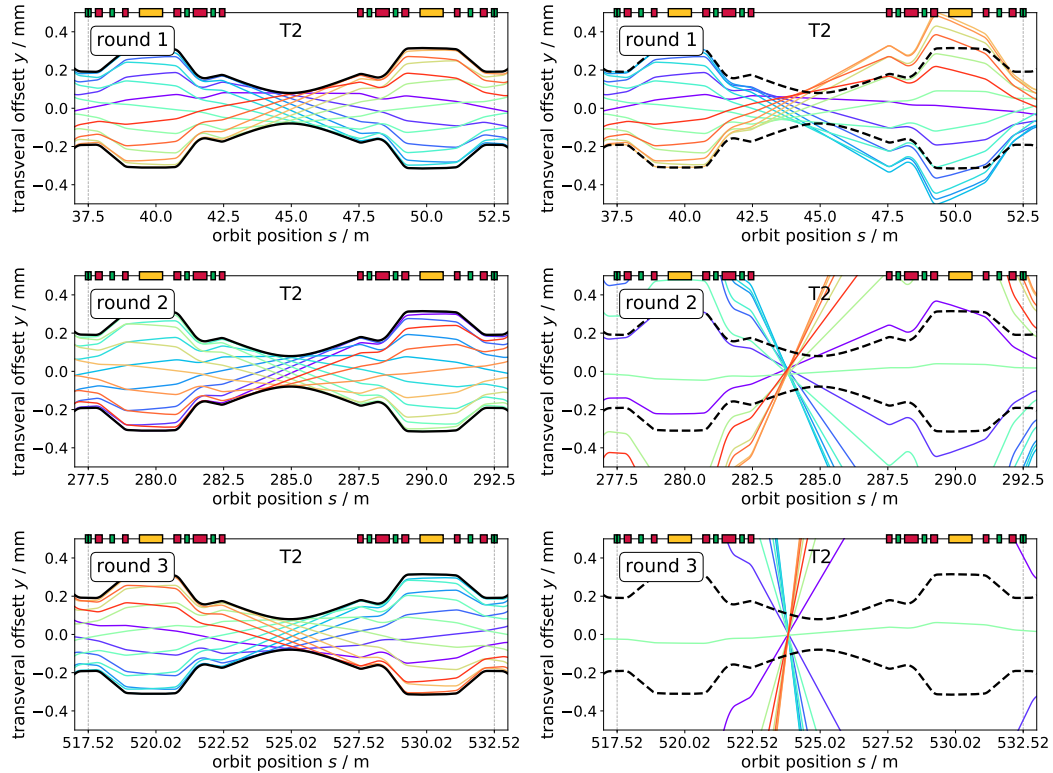 T2
round 1
0.4
0.2
0.0
−0.2
−0.4
transveral offsett y / mm
37.5 40.0 42.5 45.0 47.5 50.0 52.5
orbit position s / m
T2
round 1
0.4
0.2
0.0
−0.2
−0.4
transveral offsett y / mm
37.5 40.0 42.5 45.0 47.5 50.0 52.5
orbit position s / m
T2
round 2
0.4
0.2
0.0
−0.2
−0.4
transveral offsett y / mm
277.5 280.0 282.5 285.0 287.5 290.0 292.5
orbit position s / m
T2
round 2
0.4
0.2
0.0
−0.2
−0.4
transveral offsett y / mm
277.5 280.0 282.5 285.0 287.5 290.0 292.5
orbit position s / m
T2
round 3
0.4
0.2
0.0
−0.2
−0.4
transveral offsett y / mm
517.52 520.02 522.52 525.02 527.52 530.02 532.52
orbit position s / m
T2
round 3
0.4
0.2
0.0
−0.2
−0.4
transveral offsett y / mm
517.52 520.02 522.52 525.02 527.52 530.02 532.52
orbit position s / m